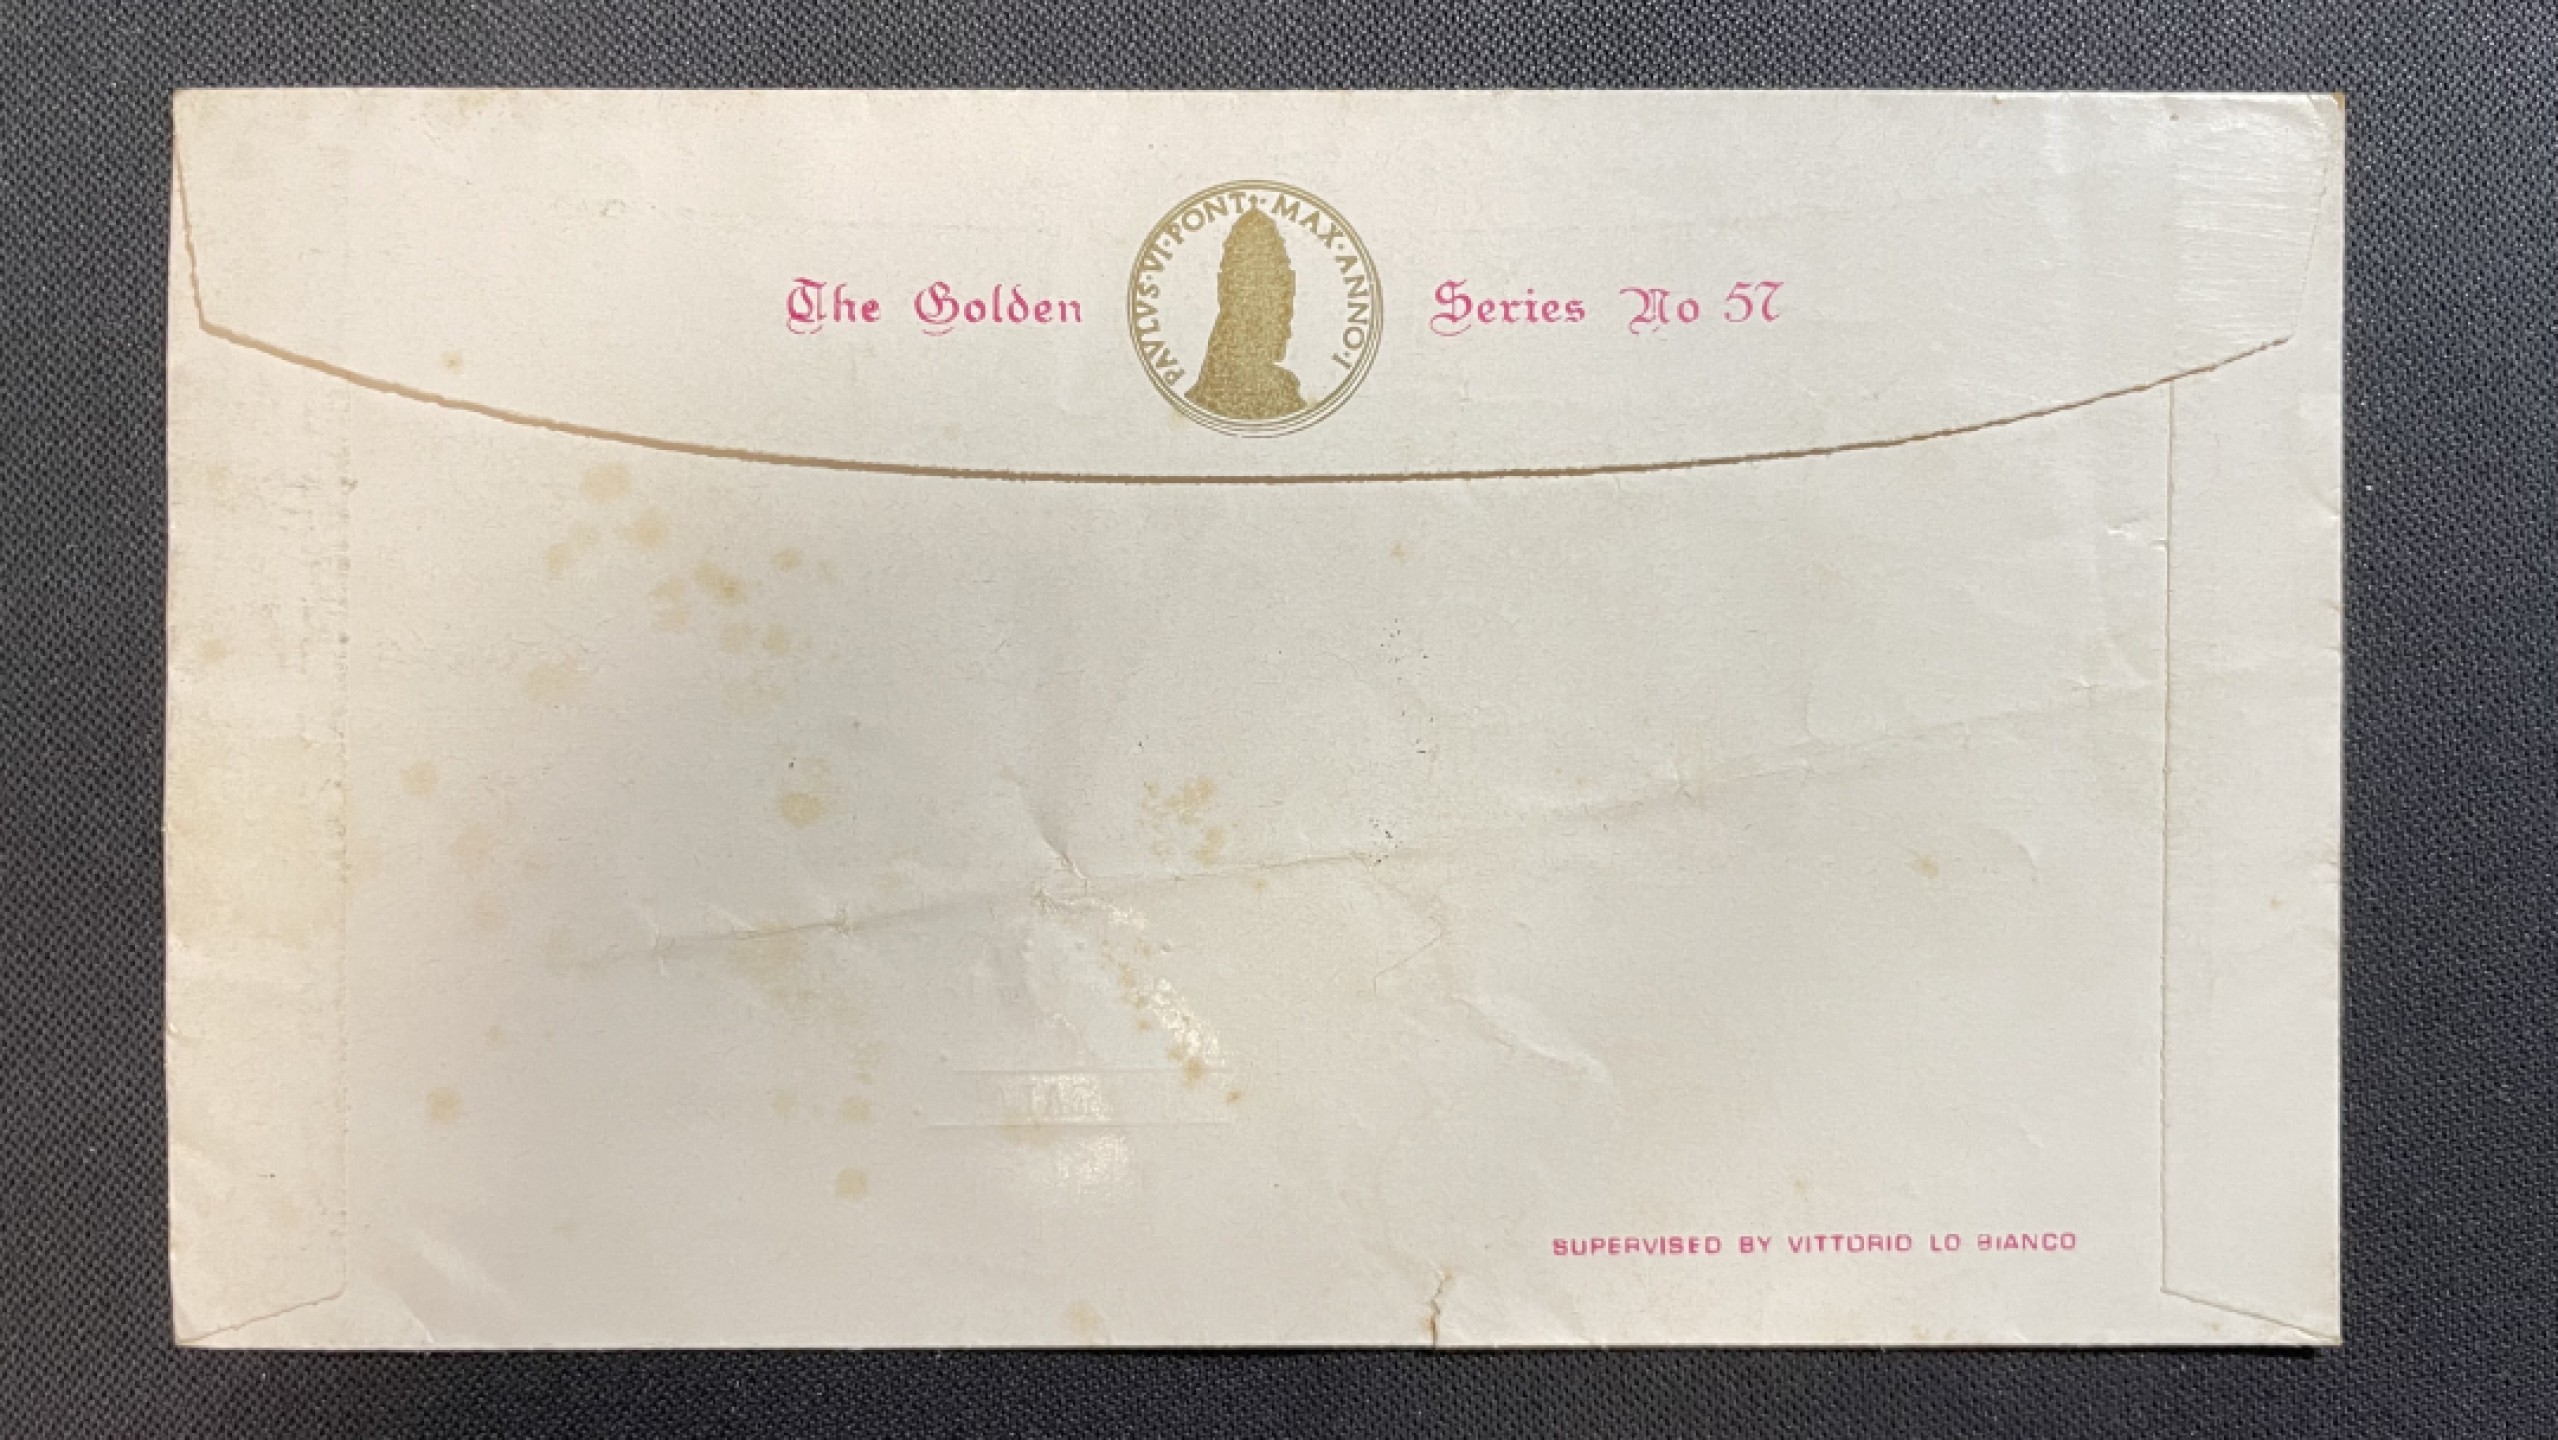 The Golden
PAVLVS·VI·PONT·MAX·ANNO·I
Series No 57
SUPERVISED BY VITTORIO LO BIANCO